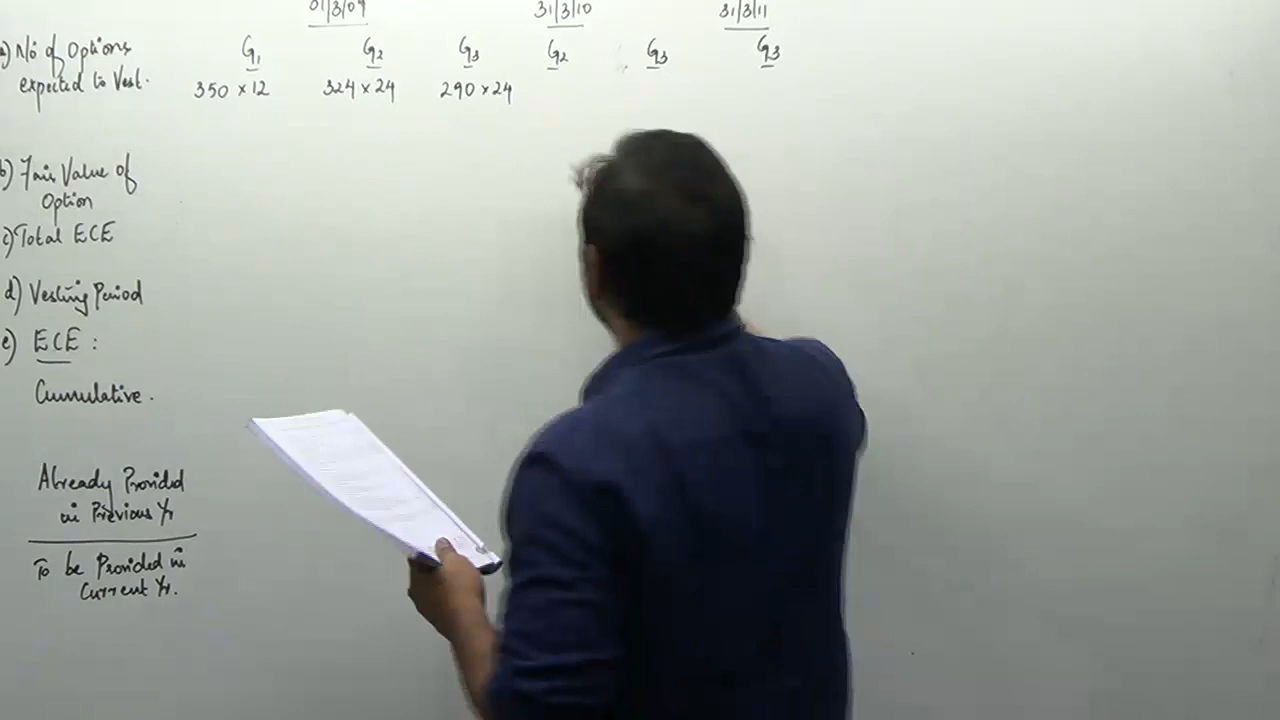 31/3/09 31/3/10 31/3/11
a) No of Options G1 G2 G3 G2 G3 G3
expected to Vest. 350 × 12 324 × 24 290 × 24
b) Fair Value of
Option
c) Total ECE
d) Vesting Period
e) ECE :
Cumulative.
Already Provided
in Previous Yr
To be Provided in
Current Yr.